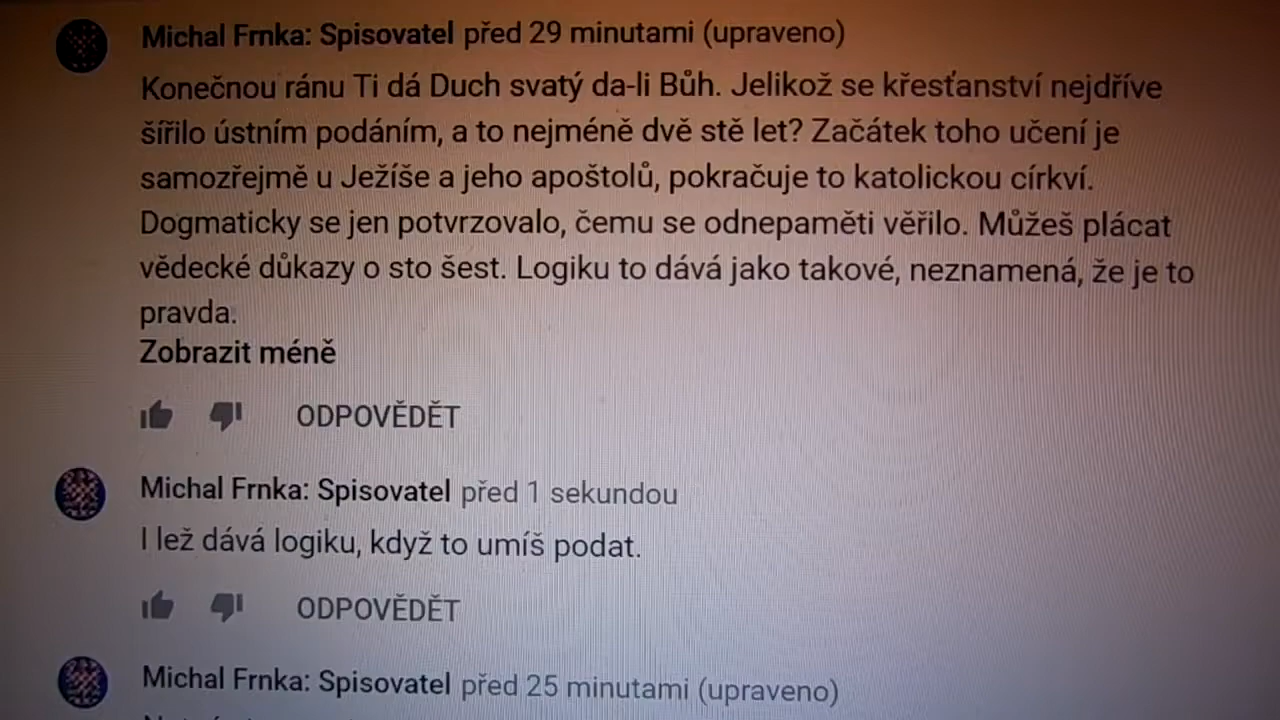 Michal Frnka: Spisovatel před 29 minutami (upraveno)
Konečnou ránu Ti dá Duch svatý da-li Bůh. Jelikož se křesťanství nejdříve
šířilo ústním podáním, a to nejméně dvě stě let? Začátek toho učení je
samozřejmě u Ježíše a jeho apoštolů, pokračuje to katolickou církví.
Dogmaticky se jen potvrzovalo, čemu se odnepaměti věřilo. Můžeš plácat
vědecké důkazy o sto šest. Logiku to dává jako takové, neznamená, že je to
pravda.
Zobrazit méně
ODPOVĚDĚT
Michal Frnka: Spisovatel před 1 sekundou
I lež dává logiku, když to umíš podat.
ODPOVĚDĚT
Michal Frnka: Spisovatel před 25 minutami (upraveno)